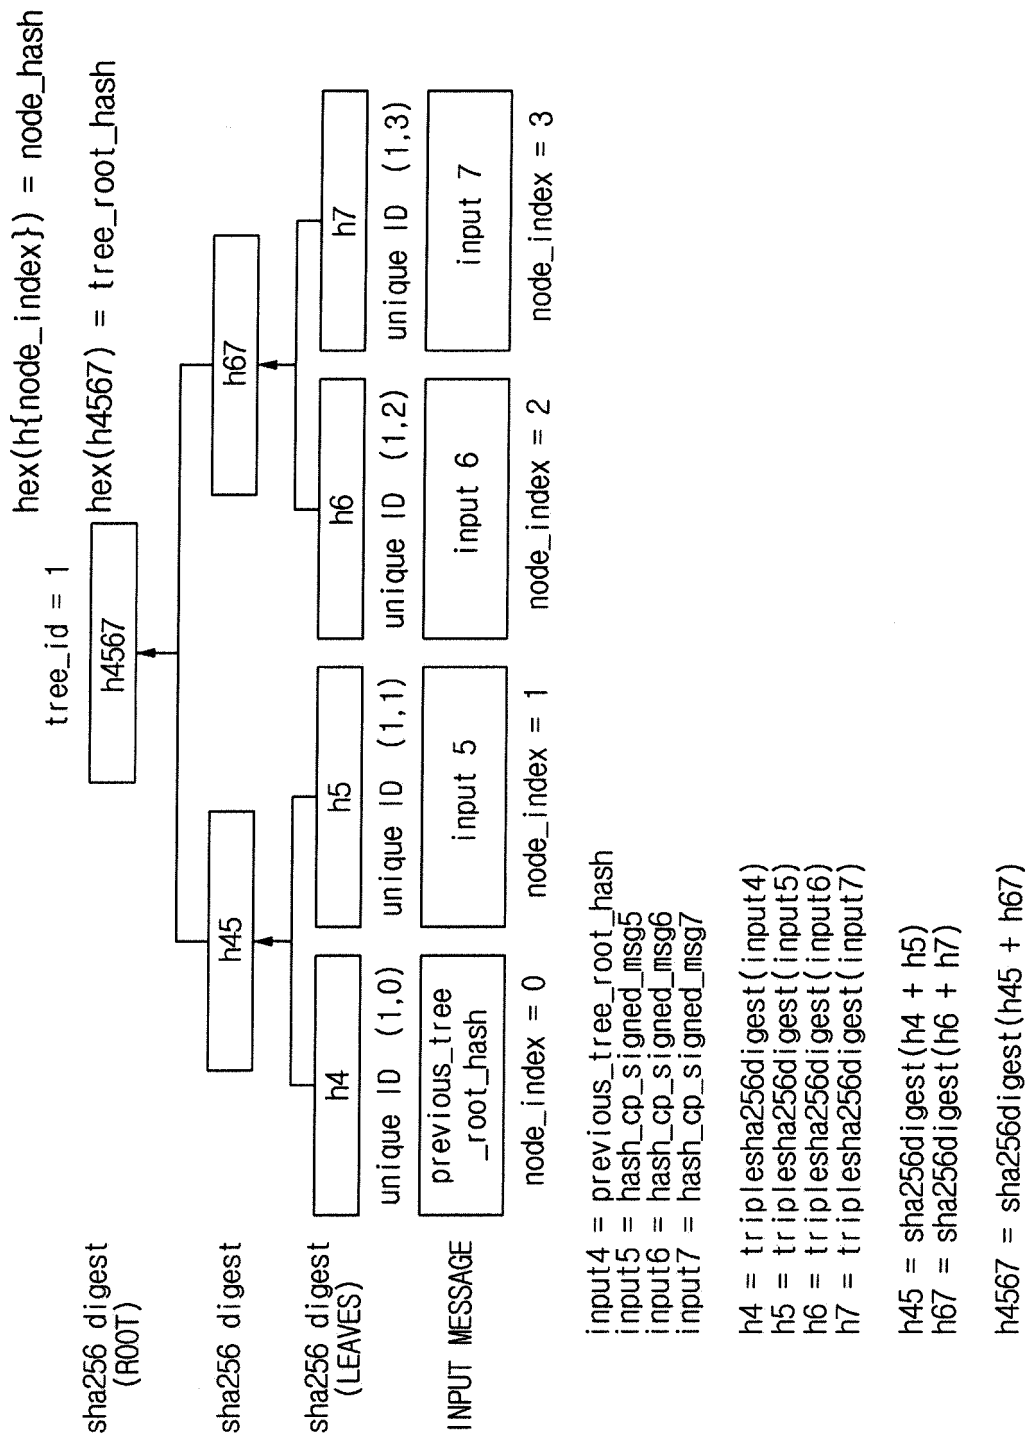 tree_id = 1
hex(h{node_index}) = node_hash
sha256 digest
(ROOT)
h4567
hex(h4567) = tree_root_hash
sha256 digest
h45
h67
sha256 digest
(LEAVES)
h4
h5
h6
h7
unique ID (1,0)
unique ID (1,1)
unique ID (1,2)
unique ID (1,3)
INPUT MESSAGE
previous_tree
_root_hash
input 5
input 6
input 7
node_index = 0
node_index = 1
node_index = 2
node_index = 3
input4 = previous_tree_root_hash
input5 = hash_cp_signed_msg5
input6 = hash_cp_signed_msg6
input7 = hash_cp_signed_msg7
h4 = triplesha256digest(input4)
h5 = triplesha256digest(input5)
h6 = triplesha256digest(input6)
h7 = triplesha256digest(input7)
h45 = sha256digest(h4 + h5)
h67 = sha256digest(h6 + h7)
h4567 = sha256digest(h45 + h67)